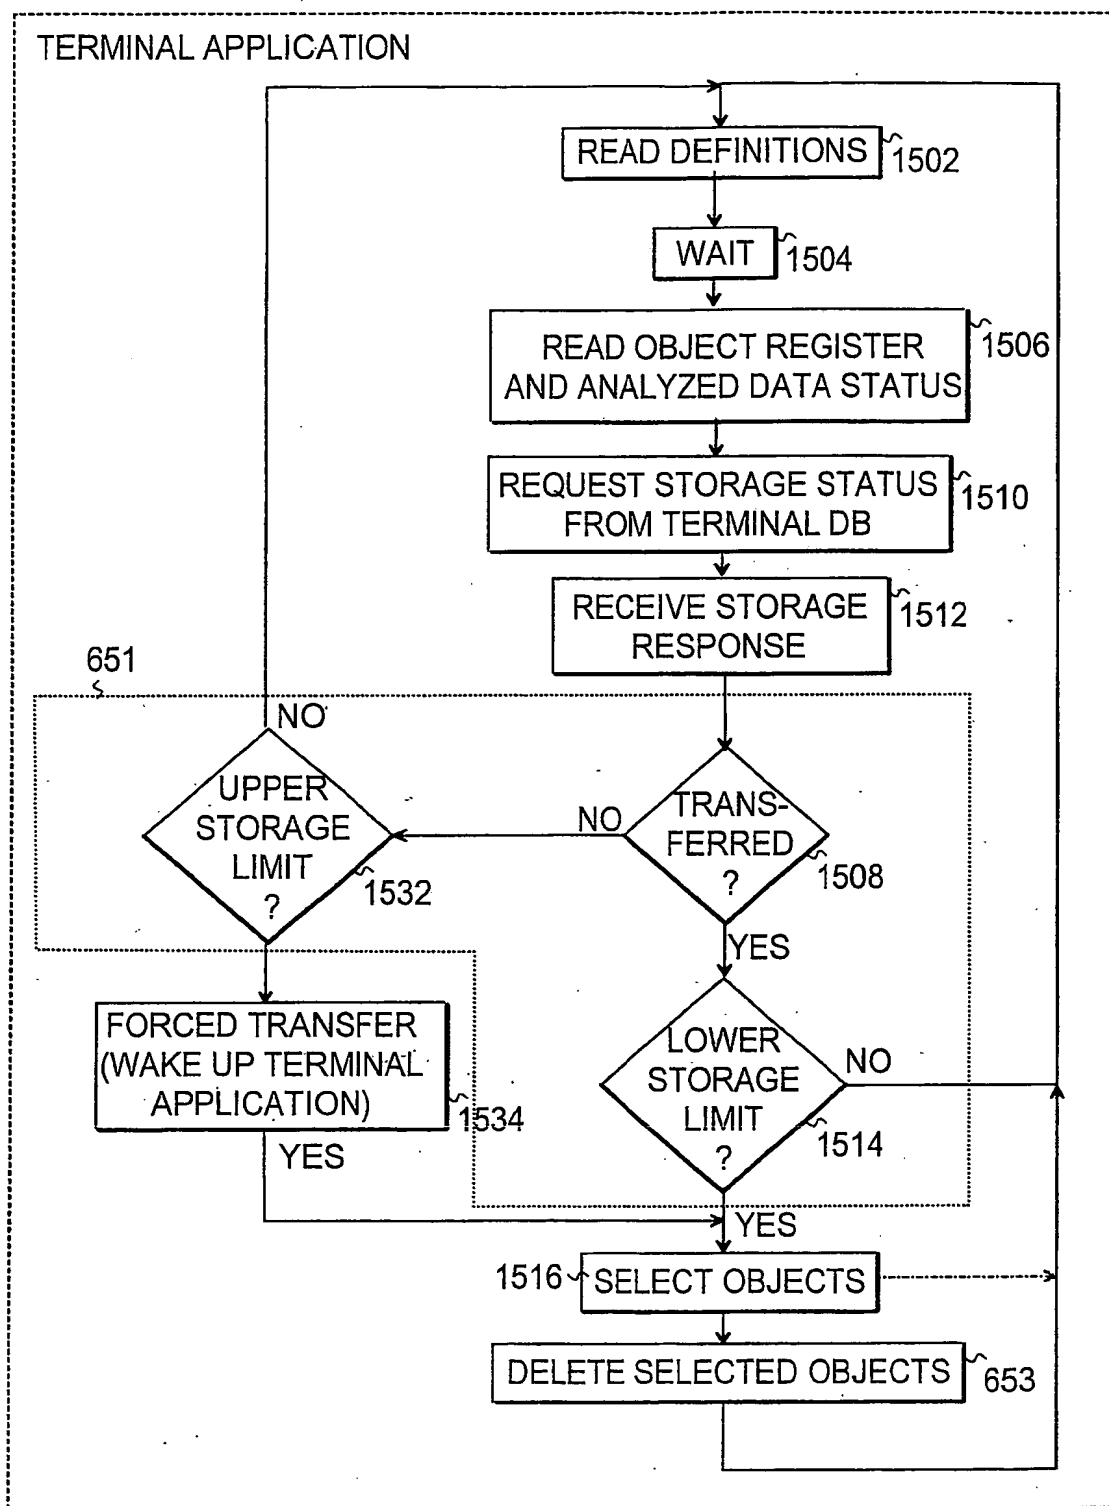 TERMINAL APPLICATION
READ DEFINITIONS
1502
WAIT
1504
READ OBJECT REGISTER
AND ANALYZED DATA STATUS
1506
REQUEST STORAGE STATUS
FROM TERMINAL DB
1510
RECEIVE STORAGE
RESPONSE
1512
651
NO
UPPER
STORAGE
LIMIT
?
1532
NO
TRANS-
FERRED
?
1508
YES
FORCED TRANSFER
(WAKE UP TERMINAL
APPLICATION)
1534
YES
LOWER
STORAGE
LIMIT
?
1514
NO
YES
1516
SELECT OBJECTS
DELETE SELECTED OBJECTS
653